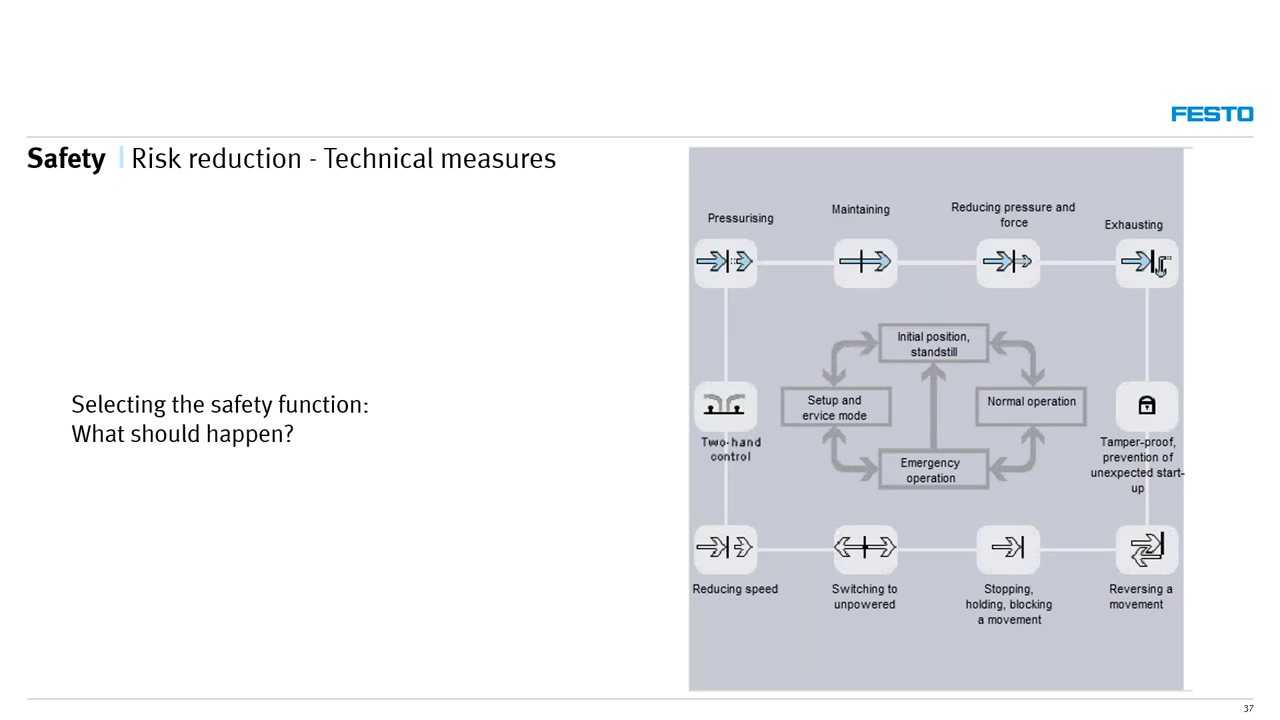 FESTO
Safety | Risk reduction - Technical measures
Selecting the safety function:
What should happen?
Pressurising
Maintaining
Reducing pressure and
force
Exhausting
Initial position,
standstill
Setup and
ervice mode
Normal operation
Emergency
operation
Two-hand
control
Tamper-proof,
prevention of
unexpected start-
up
Reducing speed
Switching to
unpowered
Stopping,
holding, blocking
a movement
Reversing a
movement
37